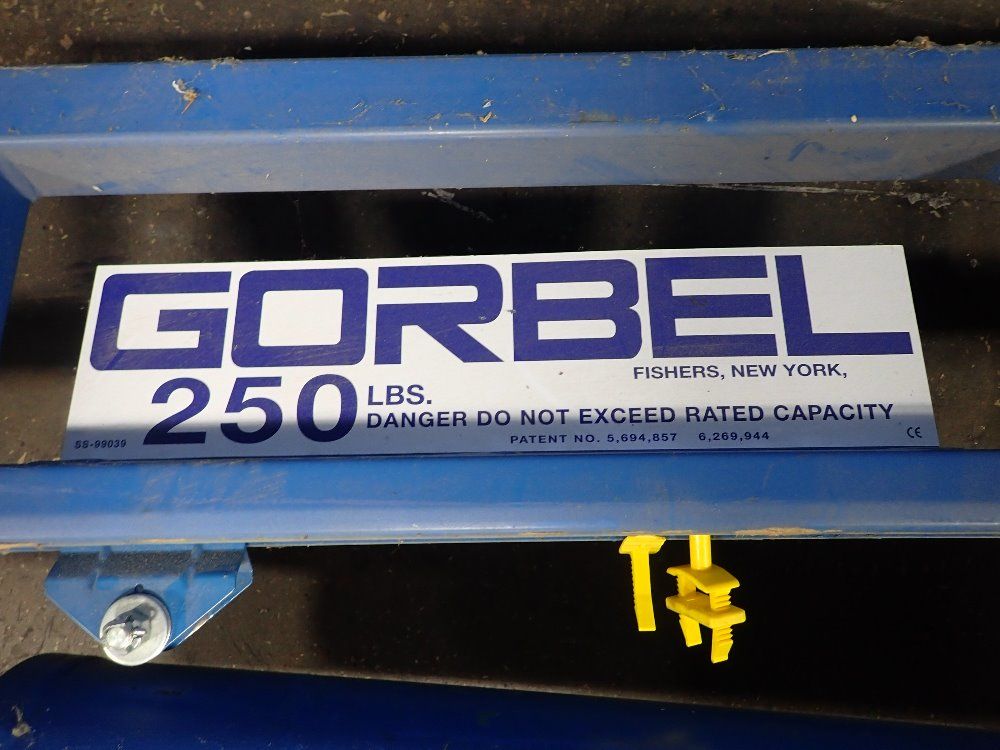 GORBEL
FISHERS, NEW YORK,
250 LBS.
DANGER DO NOT EXCEED RATED CAPACITY
SS-99039
PATENT NO. 5,694,857 6,269,944
CE